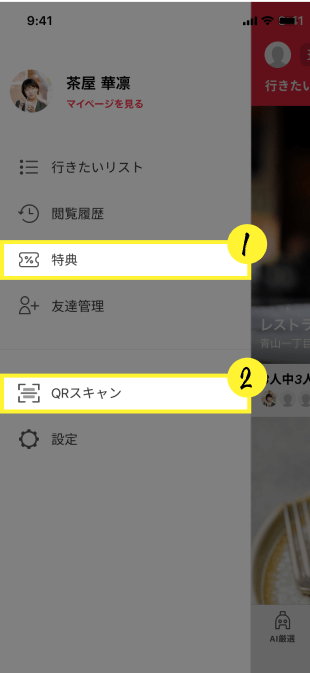 9:41
茶屋 華凛
マイページを見る
行きたい
行きたいリスト
閲覧履歴
1
特典
友達管理
レストラ
青山一丁目
2
人中3人
QRスキャン
設定
AI厳選